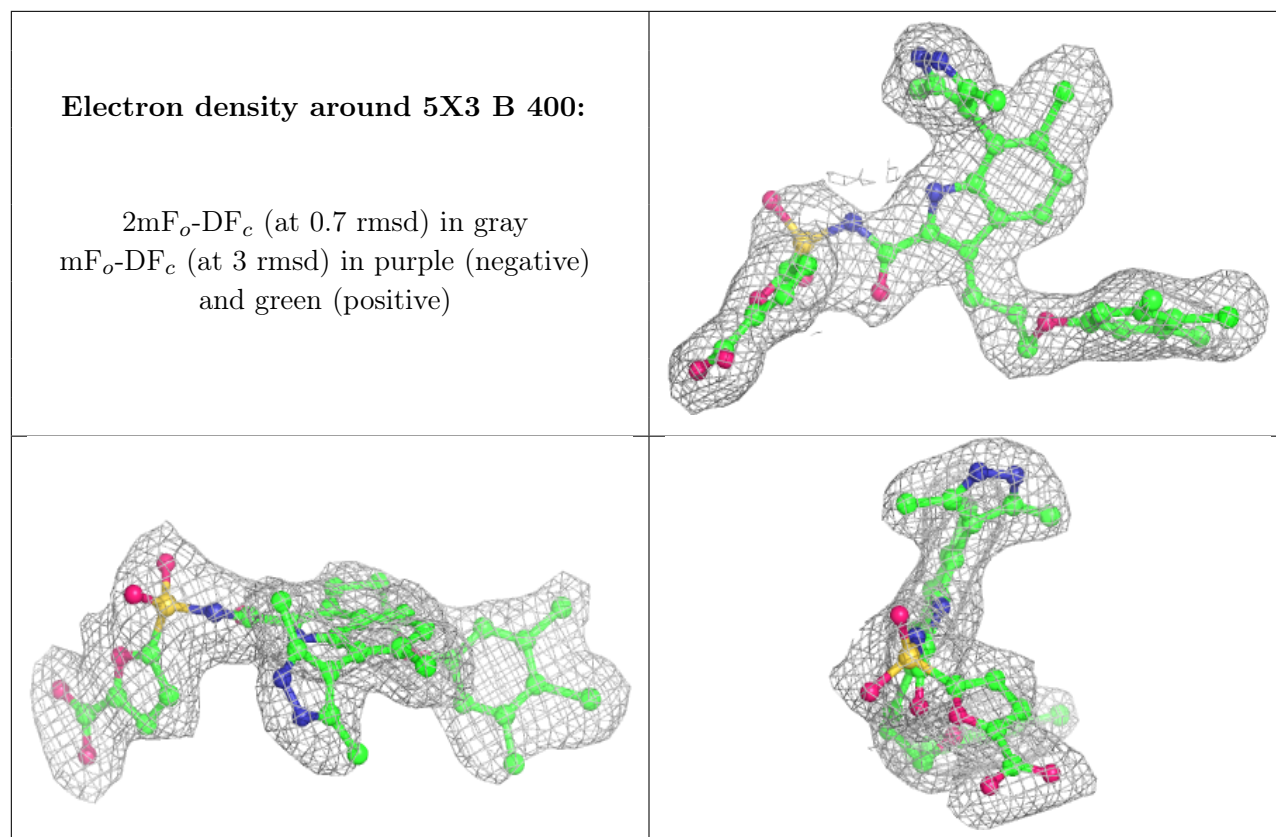 Electron density around 5X3 B 400:
2mFₒ-DF𝒸 (at 0.7 rmsd) in gray
mFₒ-DF𝒸 (at 3 rmsd) in purple (negative)
and green (positive)